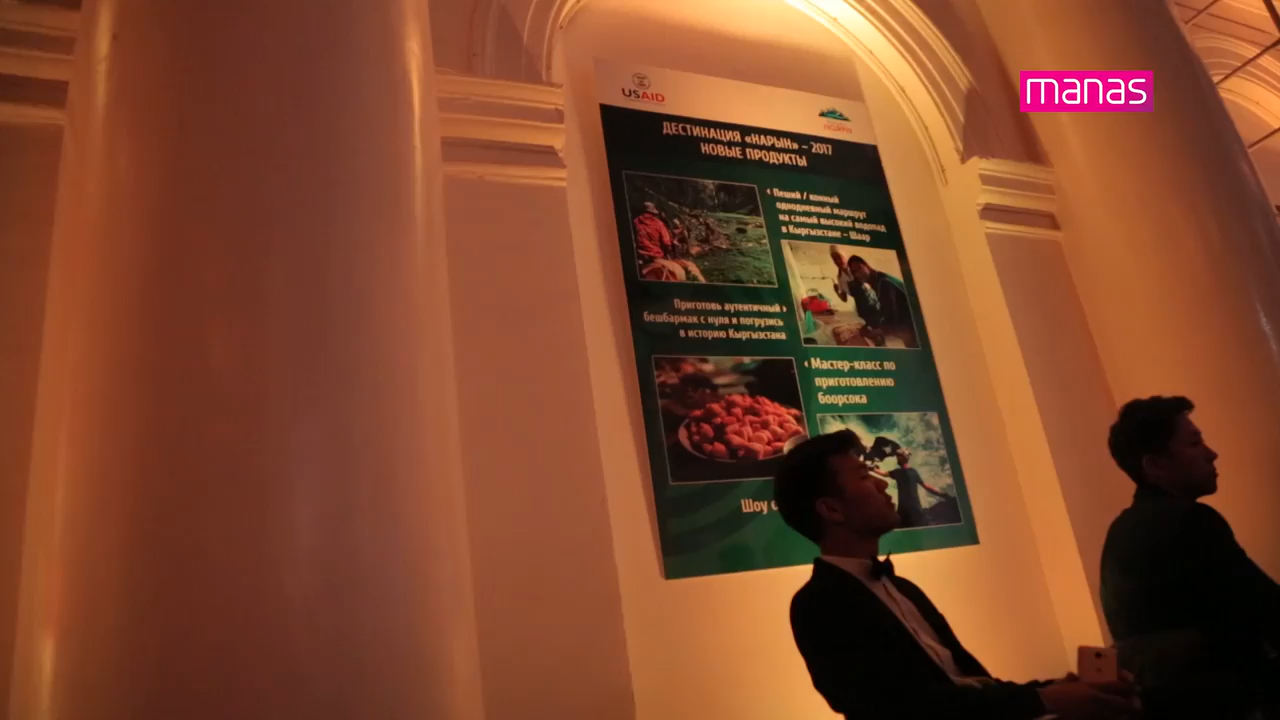 manas
USAID
ДЕСТИНАЦИЯ «НАРЫН» – 2017
НОВЫЕ ПРОДУКТЫ
Пеший / конный
однодневный маршрут
на самый высокий водопад
в Кыргызстане – Шаар
Приготовь аутентичный
бешбармак с нуля и погрузись
в историю Кыргызстана
Мастер-класс по
приготовлению
боорсока
Шоу с